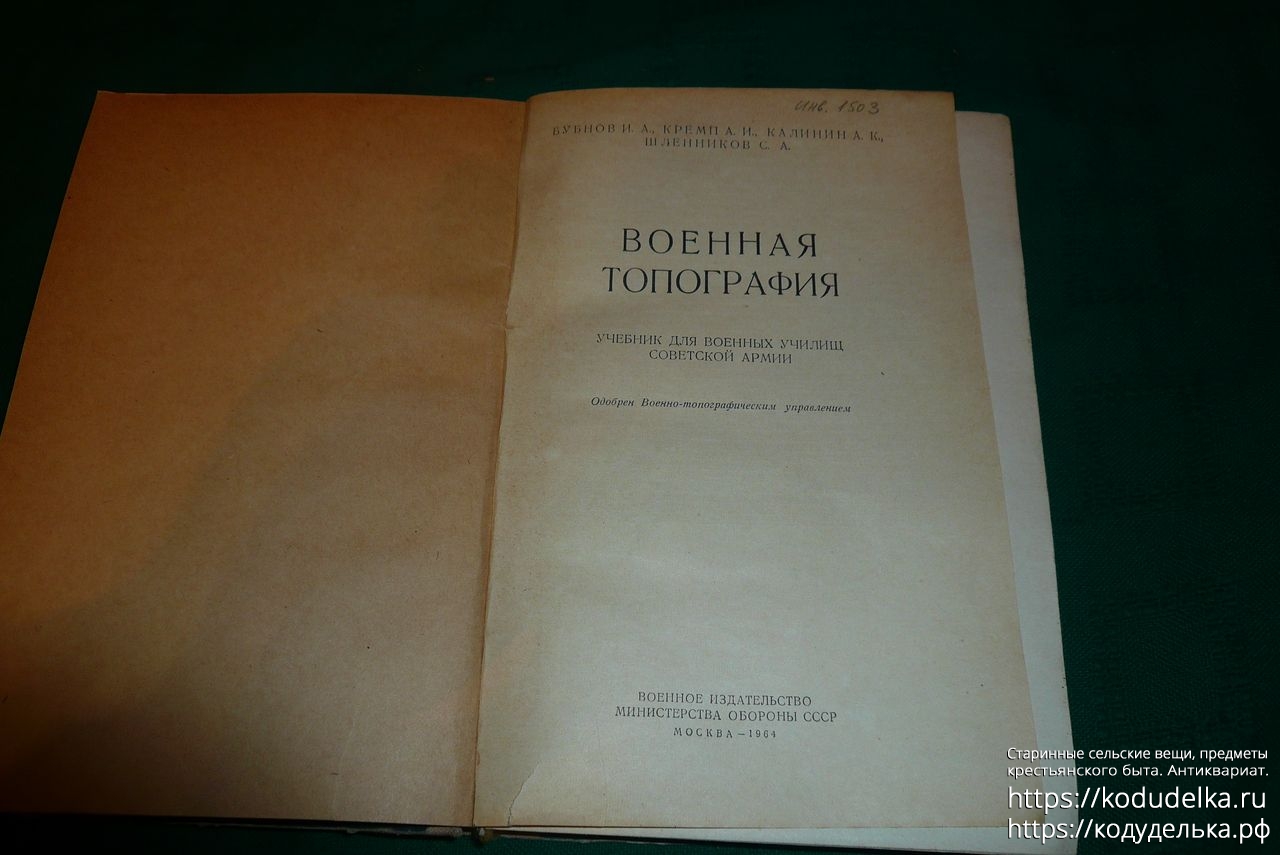 Инв. 1503
БУБНОВ И. А., КРЕМП А. И., КАЛИНИН А. К.,
ШЛЕННИКОВ С. А.
ВОЕННАЯ
ТОПОГРАФИЯ
УЧЕБНИК ДЛЯ ВОЕННЫХ УЧИЛИЩ
СОВЕТСКОЙ АРМИИ
Одобрен Военно-топографическим управлением
ВОЕННОЕ ИЗДАТЕЛЬСТВО
МИНИСТЕРСТВА ОБОРОНЫ СССР
МОСКВА — 1964
Старинные сельские вещи, предметы
крестьянского быта. Антиквариат.
https://kodudelka.ru
https://кодуделька.рф